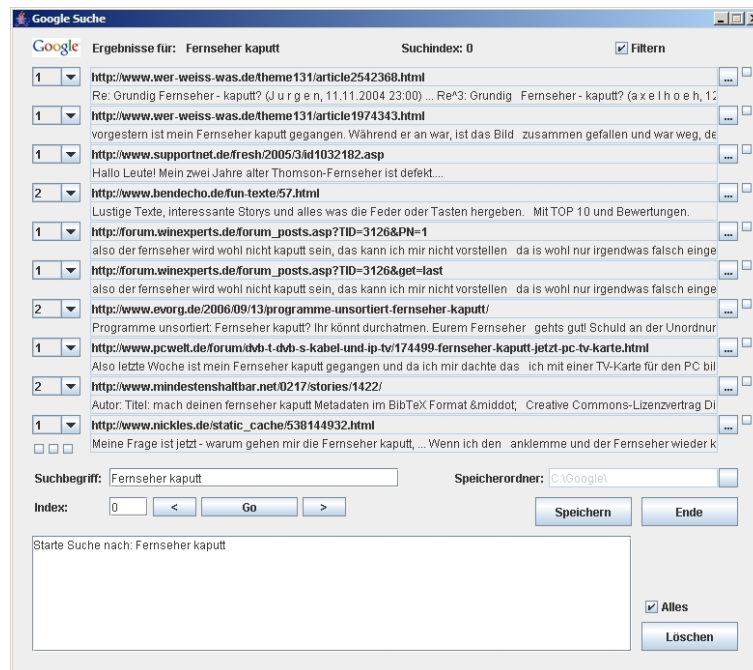 Google Suche
Google Ergebnisse für: Fernseher kaputt Suchindex: 0 Filtern
1 http://www.wer-weiss-was.de/theme131/article2542368.html ...
Re: Grundig Fernseher - kaputt? (J u r g e n, 11.11.2004 23:00) ... Re^3: Grundig Fernseher - kaputt? (a x e l h o e h, 12
1 http://www.wer-weiss-was.de/theme131/article1974343.html ...
vorgestern ist mein Fernseher kaputt gegangen. Während er an war, ist das Bild zusammen gefallen und war weg, de
1 http://www.supportnet.de/fresh/2005/3/id1032182.asp ...
Hallo Leute! Mein zwei Jahre alter Thomson-Fernseher ist defekt....
2 http://www.bendecho.de/fun-texte/57.html ...
Lustige Texte, interessante Storys und alles was die Feder oder Tasten hergeben. Mit TOP 10 und Bewertungen.
1 http://forum.winexperts.de/forum_posts.asp?TID=3126&PN=1 ...
also der fernseher wird wohl nicht kaputt sein, das kann ich mir nicht vorstellen da is wohl nur irgendwas falsch einge
1 http://forum.winexperts.de/forum_posts.asp?TID=3126&get=last ...
also der fernseher wird wohl nicht kaputt sein, das kann ich mir nicht vorstellen da is wohl nur irgendwas falsch einge
2 http://www.evorg.de/2006/09/13/programme-unsortiert-fernseher-kaputt/ ...
Programme unsortiert: Fernseher kaputt? Ihr könnt durchatmen. Eurem Fernseher gehts gut! Schuld an der Unordnur
1 http://www.pcwelt.de/forum/dvb-t-dvb-s-kabel-und-ip-tv/174499-fernseher-kaputt-jetzt-pc-tv-karte.html ...
Also letzte Woche ist mein Fernseher kaputt gegangen und da ich mir dachte das ich mit einer TV-Karte für den PC bil
2 http://www.mindestenshaltbar.net/0217/stories/1422/ ...
Autor: Titel: mach deinen fernseher kaputt Metadaten im BibTeX Format &middot; Creative Commons-Lizenzvertrag Di
1 http://www.nickles.de/static_cache/538144932.html ...
Meine Frage ist jetzt - warum gehen mir die Fernseher kaputt, ... Wenn ich den anklemme und der Fernseher wieder k
Suchbegriff: Fernseher kaputt Speicherordner: C:\Google\
Index: 0 < Go > Speichern Ende
Starte Suche nach: Fernseher kaputt
Alles
Löschen